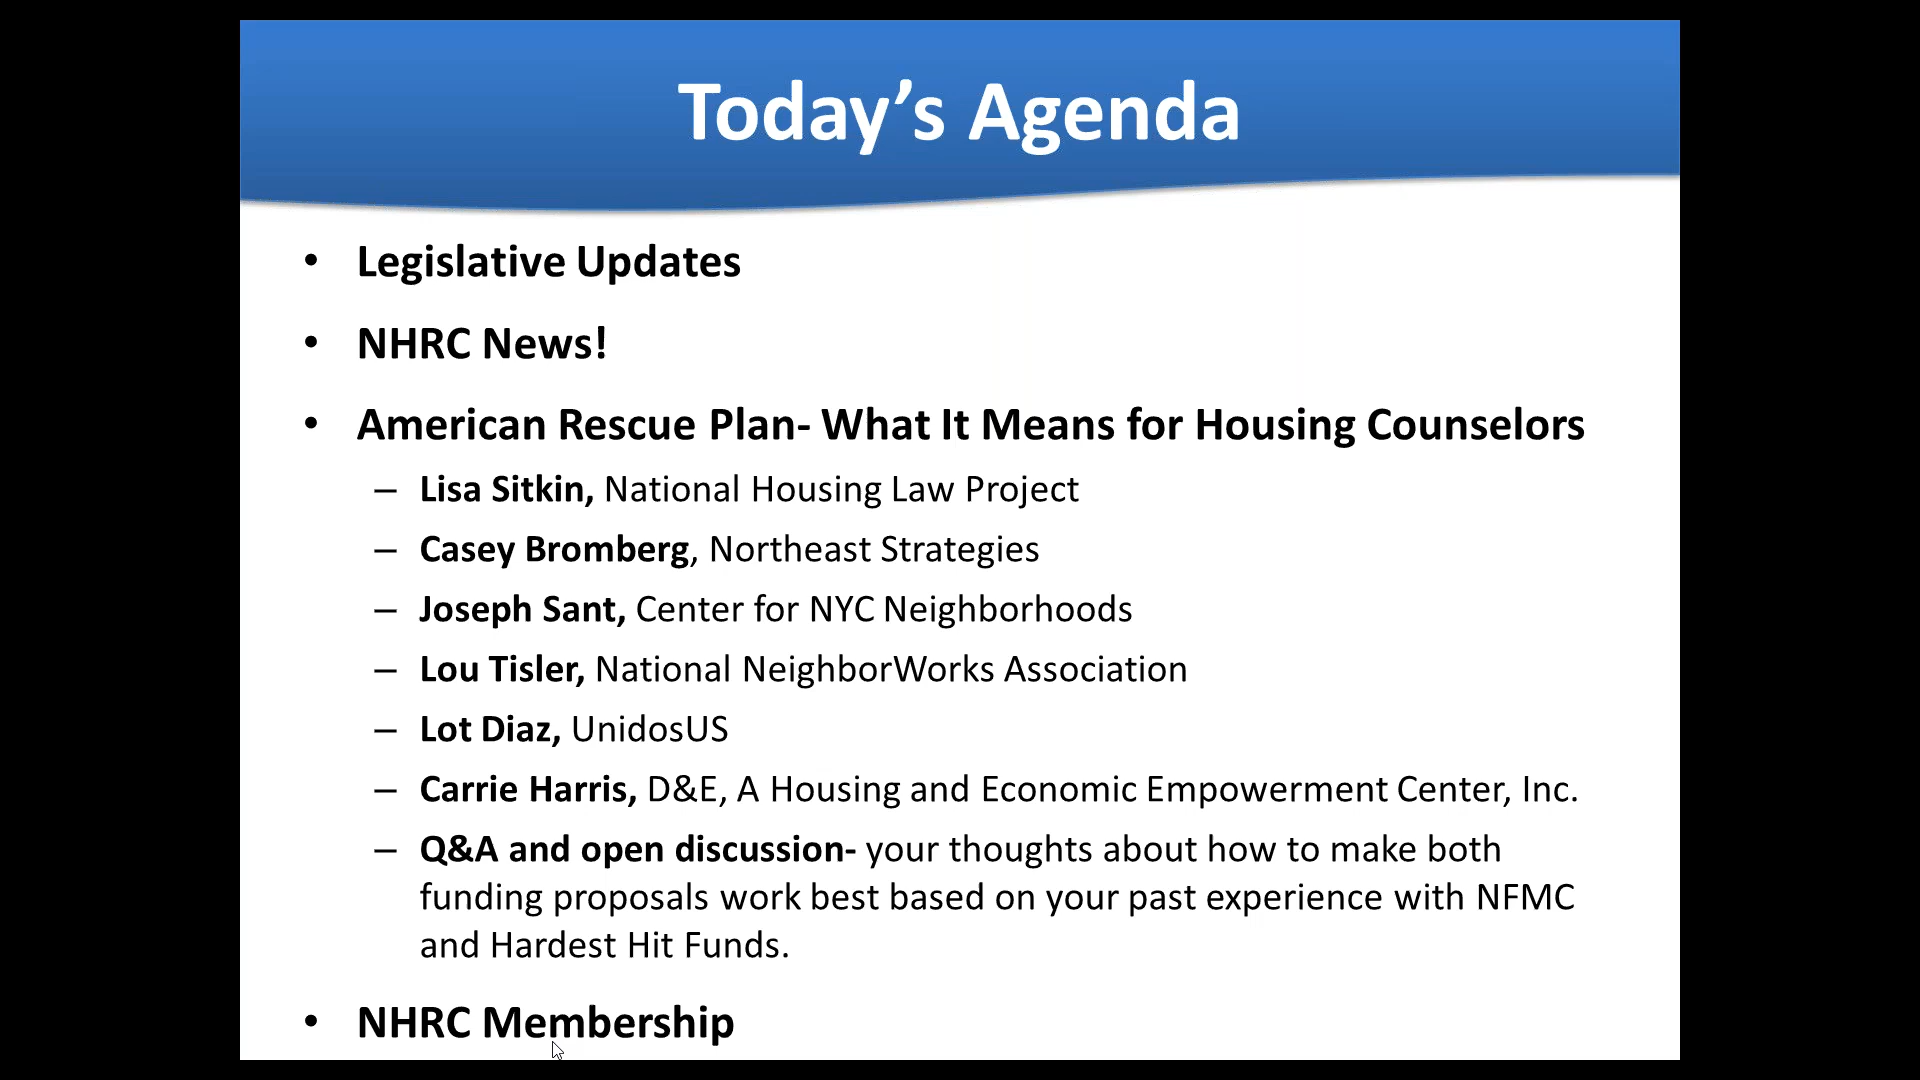 Today’s Agenda
• Legislative Updates
• NHRC News!
• American Rescue Plan- What It Means for Housing Counselors
– Lisa Sitkin, National Housing Law Project
– Casey Bromberg, Northeast Strategies
– Joseph Sant, Center for NYC Neighborhoods
– Lou Tisler, National NeighborWorks Association
– Lot Diaz, UnidosUS
– Carrie Harris, D&E, A Housing and Economic Empowerment Center, Inc.
– Q&A and open discussion- your thoughts about how to make both
funding proposals work best based on your past experience with NFMC
and Hardest Hit Funds.
• NHRC Membership